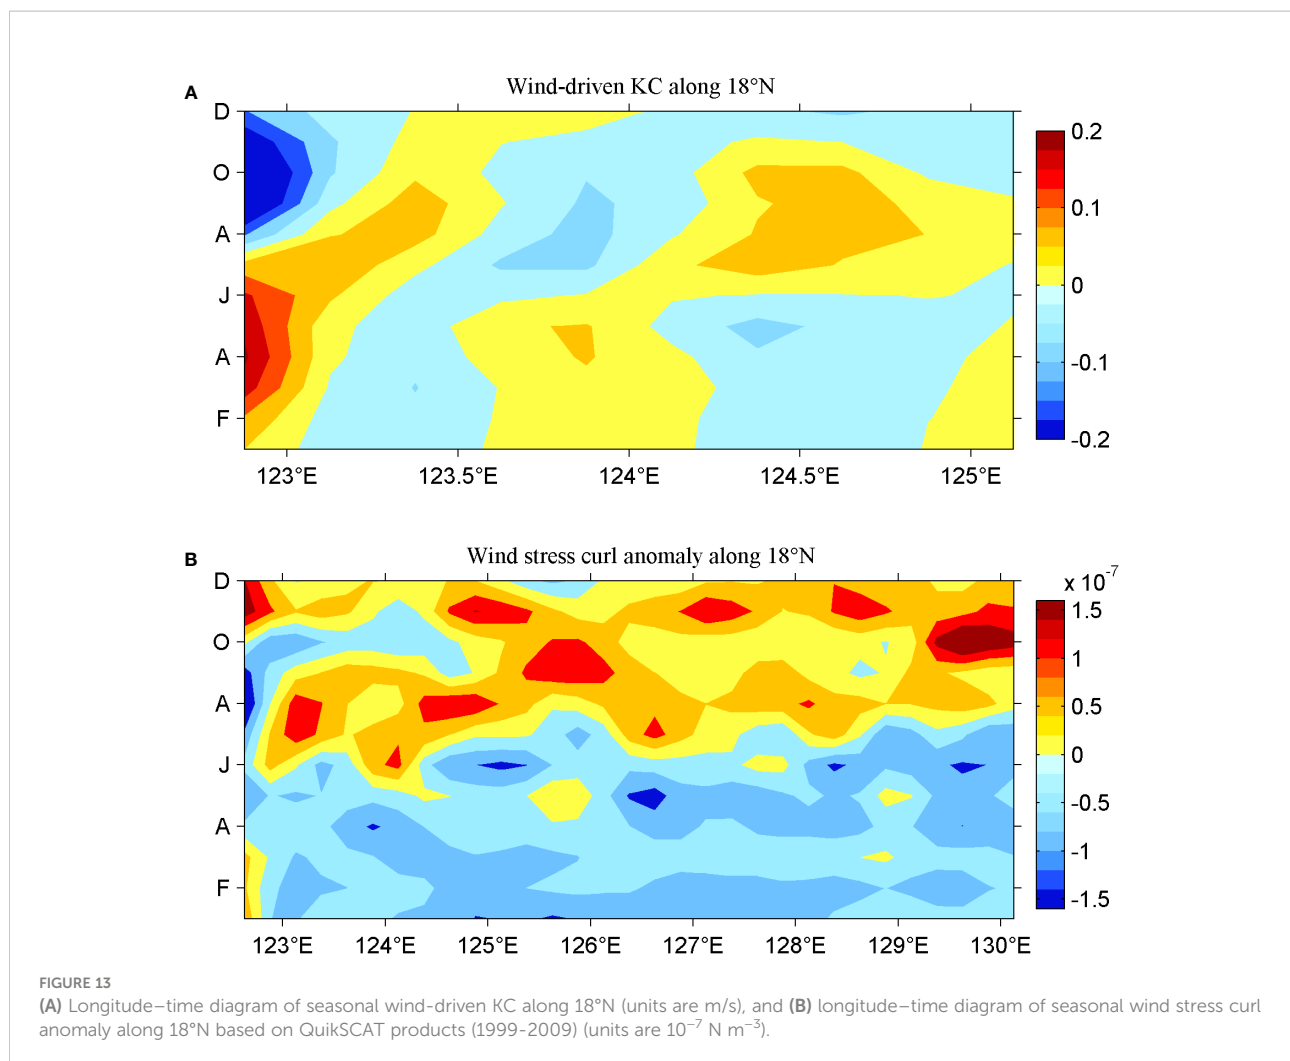 A
Wind-driven KC along 18°N
D
O
A
J
A
F
123°E 123.5°E 124°E 124.5°E 125°E
0.2
0.1
0
-0.1
-0.2
B
Wind stress curl anomaly along 18°N
D
O
A
J
A
F
123°E 124°E 125°E 126°E 127°E 128°E 129°E 130°E
x 10-7
1.5
1
0.5
0
-0.5
-1
-1.5
FIGURE 13
(A) Longitude–time diagram of seasonal wind-driven KC along 18°N (units are m/s), and (B) longitude–time diagram of seasonal wind stress curl
anomaly along 18°N based on QuikSCAT products (1999-2009) (units are 10⁻⁷ N m⁻³).